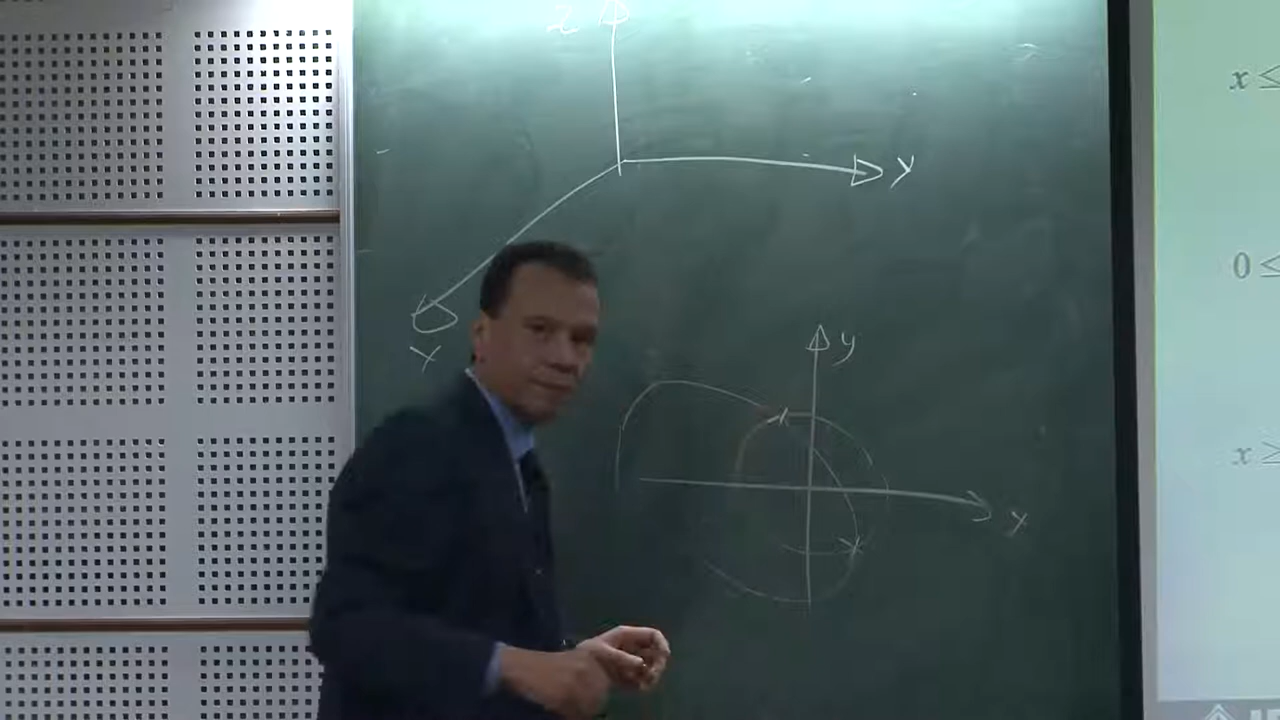 Z
y
x
y
x
x ≤
0 ≤
x ≥